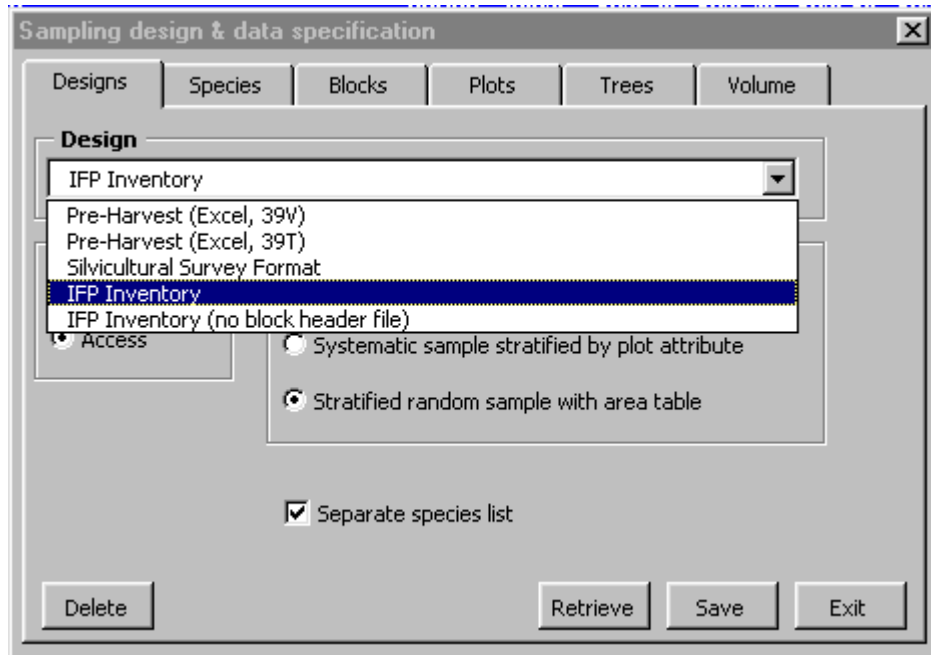 Sampling design & data specification
Designs Species Blocks Plots Trees Volume
Design
IFP Inventory
Pre-Harvest (Excel, 39V)
Pre-Harvest (Excel, 39T)
Silvicultural Survey Format
IFP Inventory
IFP Inventory (no block header file)
Access
Systematic sample stratified by plot attribute
Stratified random sample with area table
Separate species list
Delete Retrieve Save Exit